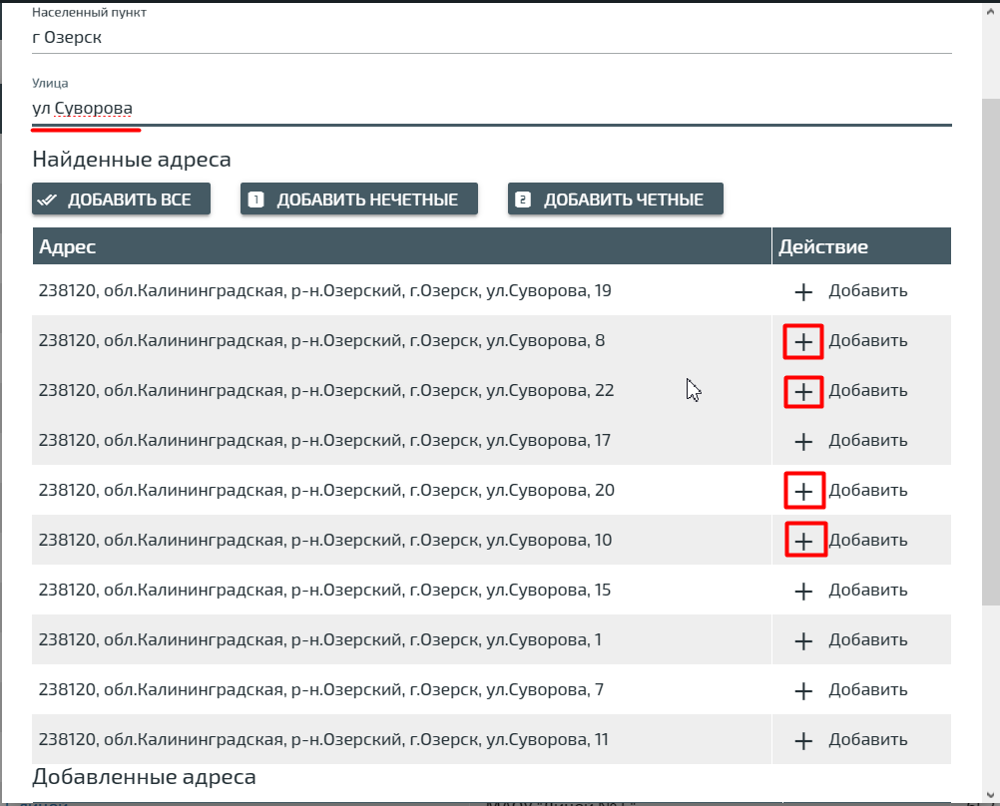 Населенный пункт
г Озерск
Улица
ул Суворова
Найденные адреса
ДОБАВИТЬ ВСЕ 1 ДОБАВИТЬ НЕЧЕТНЫЕ 2 ДОБАВИТЬ ЧЕТНЫЕ
Адрес Действие
238120, обл.Калининградская, р-н.Озерский, г.Озерск, ул.Суворова, 19 + Добавить
238120, обл.Калининградская, р-н.Озерский, г.Озерск, ул.Суворова, 8 + Добавить
238120, обл.Калининградская, р-н.Озерский, г.Озерск, ул.Суворова, 22 + Добавить
238120, обл.Калининградская, р-н.Озерский, г.Озерск, ул.Суворова, 17 + Добавить
238120, обл.Калининградская, р-н.Озерский, г.Озерск, ул.Суворова, 20 + Добавить
238120, обл.Калининградская, р-н.Озерский, г.Озерск, ул.Суворова, 10 + Добавить
238120, обл.Калининградская, р-н.Озерский, г.Озерск, ул.Суворова, 15 + Добавить
238120, обл.Калининградская, р-н.Озерский, г.Озерск, ул.Суворова, 1 + Добавить
238120, обл.Калининградская, р-н.Озерский, г.Озерск, ул.Суворова, 7 + Добавить
238120, обл.Калининградская, р-н.Озерский, г.Озерск, ул.Суворова, 11 + Добавить
Добавленные адреса